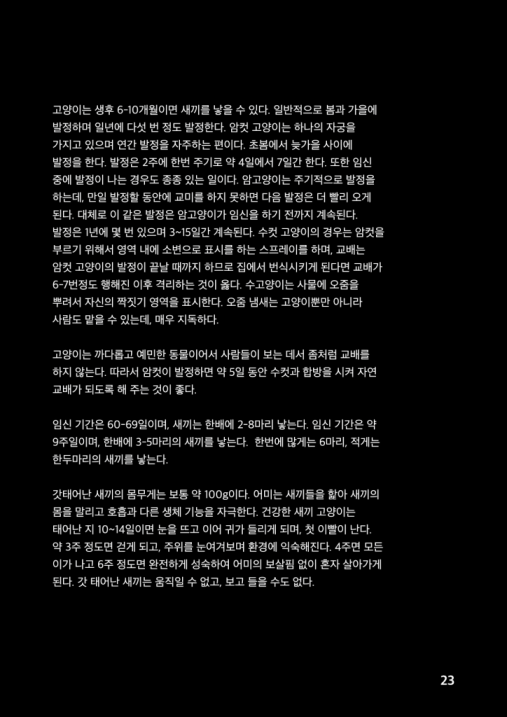 고양이는 생후 6-10개월이면 새끼를 낳을 수 있다. 일반적으로 봄과 가을에
발정하며 일년에 다섯 번 정도 발정한다. 암컷 고양이는 하나의 자궁을
가지고 있으며 연간 발정을 자주하는 편이다. 초봄에서 늦가을 사이에
발정을 한다. 발정은 2주에 한번 주기로 약 4일에서 7일간 한다. 또한 임신
중에 발정이 나는 경우도 종종 있는 일이다. 암고양이는 주기적으로 발정을
하는데, 만일 발정할 동안에 교미를 하지 못하면 다음 발정은 더 빨리 오게
된다. 대체로 이 같은 발정은 암고양이가 임신을 하기 전까지 계속된다.
발정은 1년에 몇 번 있으며 3~15일간 계속된다. 수컷 고양이의 경우는 암컷을
부르기 위해서 영역 내에 소변으로 표시를 하는 스프레이를 하며, 교배는
암컷 고양이의 발정이 끝날 때까지 하므로 집에서 번식시키게 된다면 교배가
6-7번정도 행해진 이후 격리하는 것이 옳다. 수고양이는 사물에 오줌을
뿌려서 자신의 짝짓기 영역을 표시한다. 오줌 냄새는 고양이뿐만 아니라
사람도 맡을 수 있는데, 매우 지독하다.
고양이는 까다롭고 예민한 동물이어서 사람들이 보는 데서 좀처럼 교배를
하지 않는다. 따라서 암컷이 발정하면 약 5일 동안 수컷과 합방을 시켜 자연
교배가 되도록 해 주는 것이 좋다.
임신 기간은 60-69일이며, 새끼는 한배에 2-8마리 낳는다. 임신 기간은 약
9주일이며, 한배에 3-5마리의 새끼를 낳는다. 한번에 많게는 6마리, 적게는
한두마리의 새끼를 낳는다.
갓태어난 새끼의 몸무게는 보통 약 100g이다. 어미는 새끼들을 핥아 새끼의
몸을 말리고 호흡과 다른 생체 기능을 자극한다. 건강한 새끼 고양이는
태어난 지 10~14일이면 눈을 뜨고 이어 귀가 들리게 되며, 첫 이빨이 난다.
약 3주 정도면 걷게 되고, 주위를 눈여겨보며 환경에 익숙해진다. 4주면 모든
이가 나고 6주 정도면 완전하게 성숙하여 어미의 보살핌 없이 혼자 살아가게
된다. 갓 태어난 새끼는 움직일 수 없고, 보고 들을 수도 없다.
23